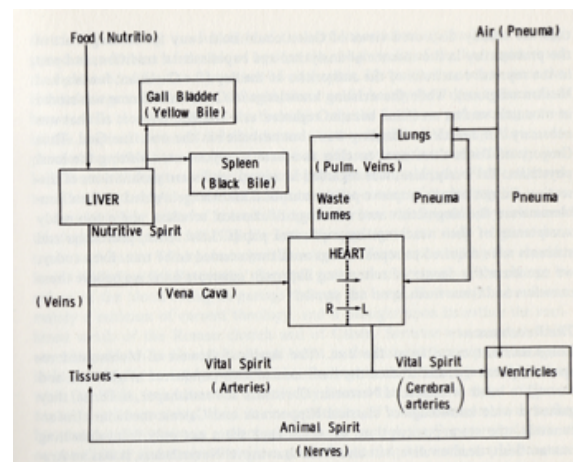 Food (Nutritio)
Air (Pneuma)
Gall Bladder
(Yellow Bile)
Lungs
Spleen
(Black Bile)
(Pulm. Veins)
LIVER
Waste
fumes
Pneuma
Pneuma
Nutritive Spirit
HEART
(Veins)
(Vena Cava)
R
L
Vital Spirit
Vital Spirit
Tissues
Ventricles
(Arteries)
(Cerebral
arteries)
Animal Spirit
(Nerves)